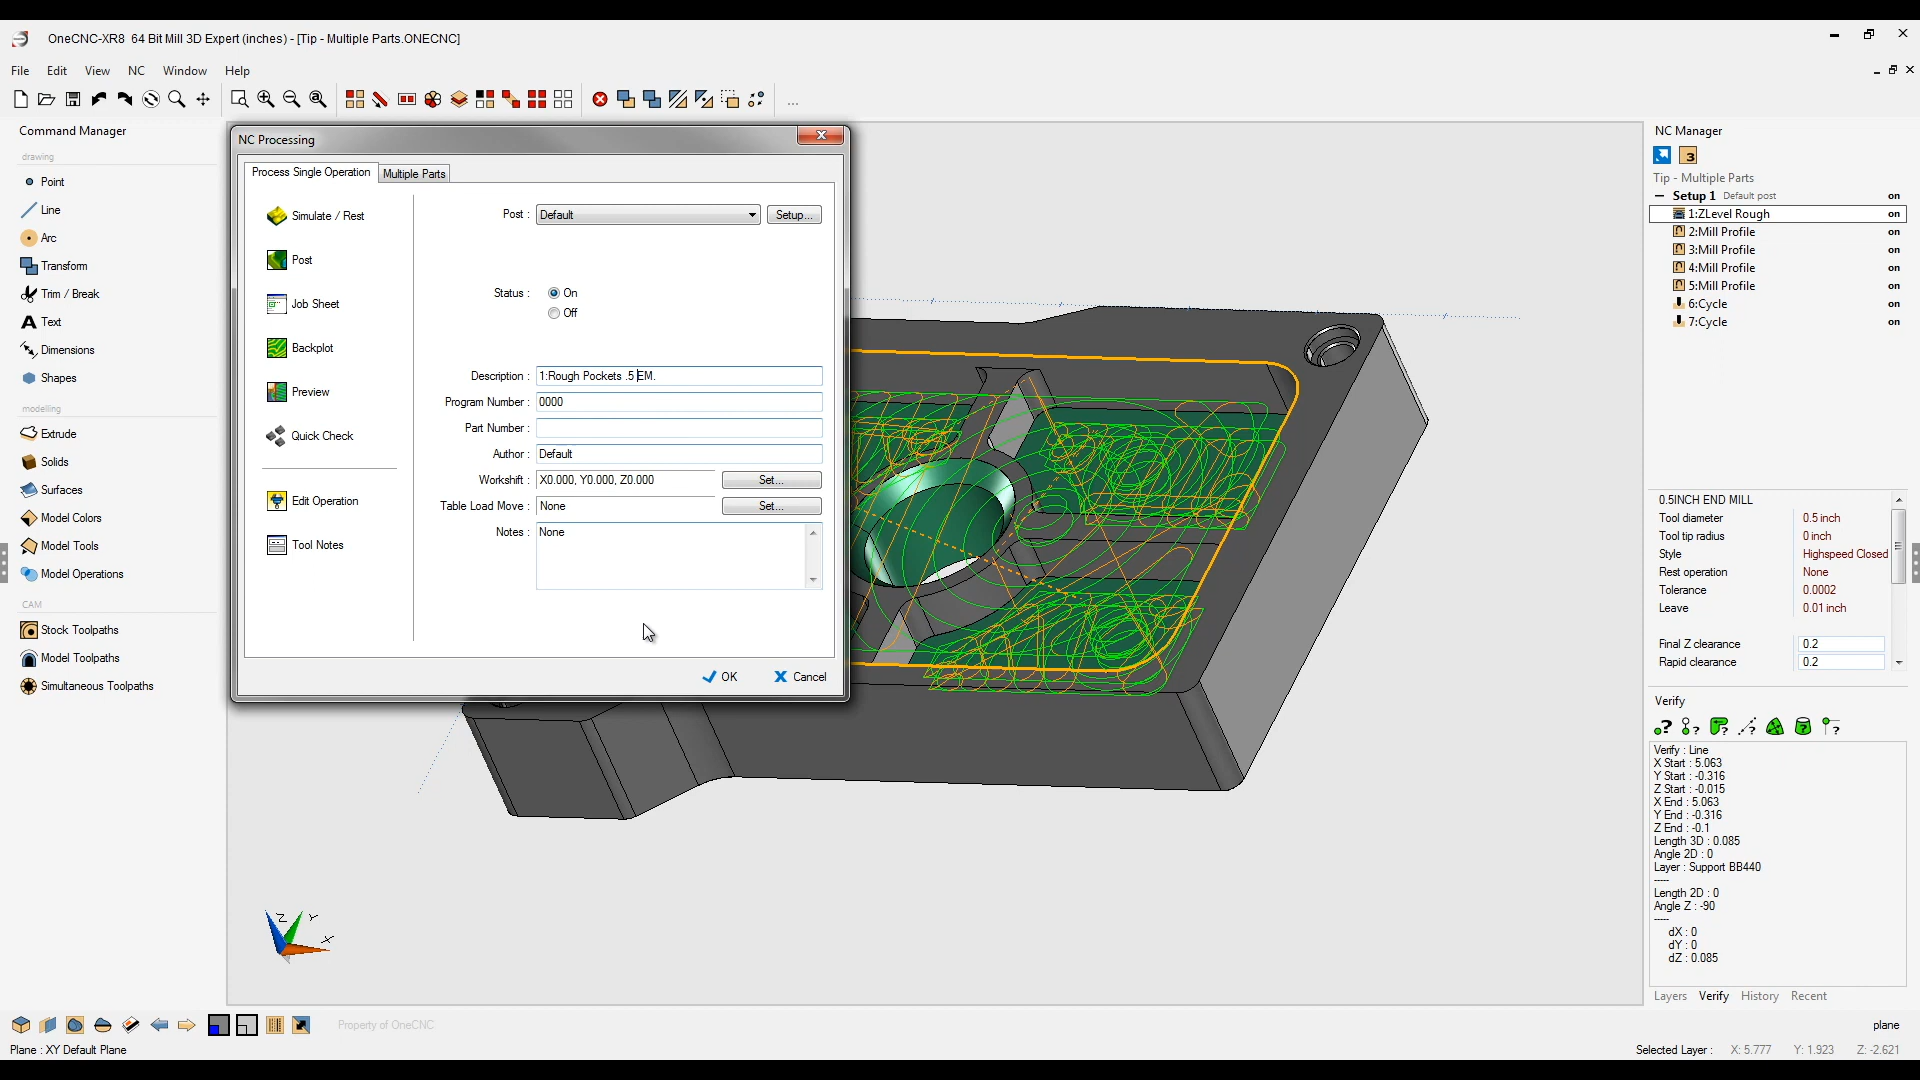 OneCNC-XR8 64 Bit Mill 3D Expert (inches) - [Tip - Multiple Parts.ONECNC]
File Edit View NC Window Help
...
Command Manager
drawing
Point
Line
Arc
Transform
Trim / Break
Text
Dimensions
Shapes
modelling
Extrude
Solids
Surfaces
Model Colors
Model Tools
Model Operations
CAM
Stock Toolpaths
Model Toolpaths
Simultaneous Toolpaths
NC Processing
Process Single Operation Multiple Parts
Simulate / Rest
Post
Job Sheet
Backplot
Preview
Quick Check
Edit Operation
Tool Notes
Post : Default Setup...
Status : On
Off
Description : 1:Rough Pockets .5 EM.
Program Number : 0000
Part Number :
Author : Default
Workshift : X0.000, Y0.000, Z0.000 Set...
Table Load Move : None Set...
Notes : None
OK Cancel
Z Y X
NC Manager
3
Tip - Multiple Parts
Setup 1 Default post on
1:ZLevel Rough on
2:Mill Profile on
3:Mill Profile on
4:Mill Profile on
5:Mill Profile on
6:Cycle on
7:Cycle on
0.5INCH END MILL
Tool diameter 0.5 inch
Tool tip radius 0 inch
Style Highspeed Closed
Rest operation None
Tolerance 0.0002
Leave 0.01 inch
Final Z clearance 0.2
Rapid clearance 0.2
Verify
Verify : Line
X Start : 5.063
Y Start : -0.316
Z Start : -0.015
X End : 5.063
Y End : -0.316
Z End : -0.1
Length 3D : 0.085
Angle 2D : 0
Layer : Support BB440
-----
Length 2D : 0
Angle Z : -90
-----
dX : 0
dY : 0
dZ : 0.085
Layers Verify History Recent
Property of OneCNC
plane
Plane : XY Default Plane
Selected Layer : X: 5.777 Y: 1.923 Z: -2.621